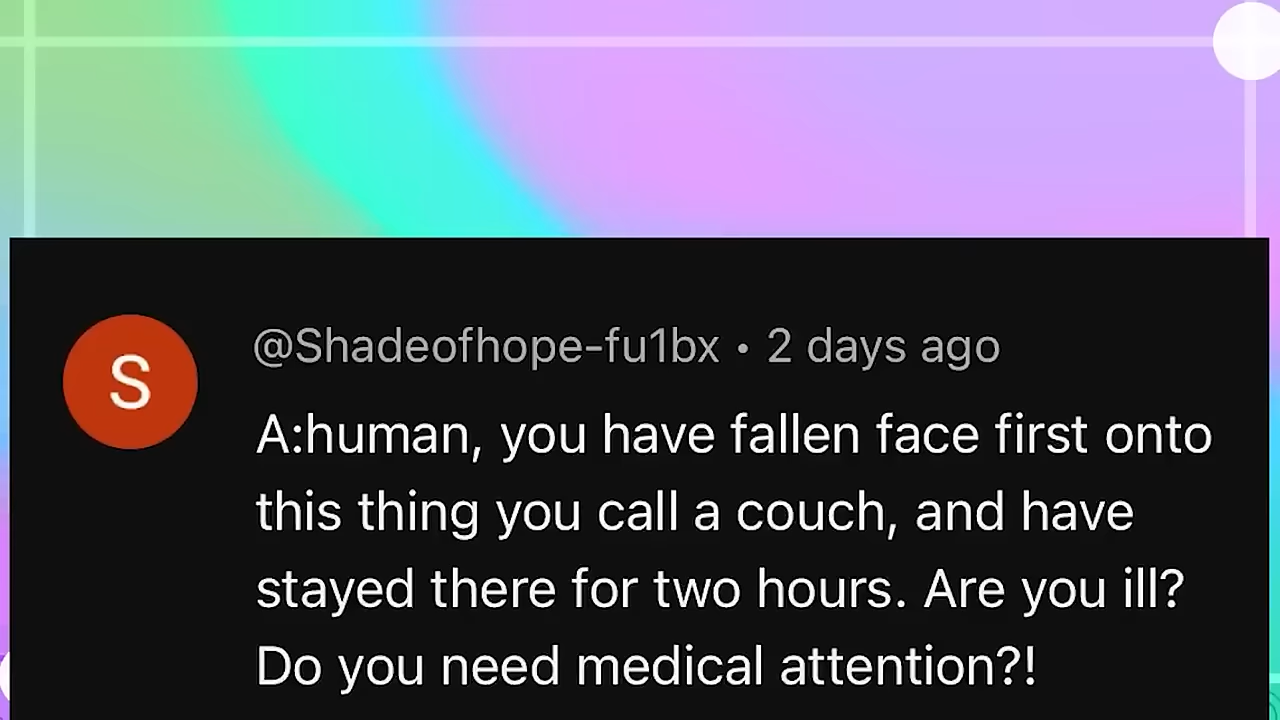 S
@Shadeofhope-fu1bx • 2 days ago
A:human, you have fallen face first onto
this thing you call a couch, and have
stayed there for two hours. Are you ill?
Do you need medical attention?!